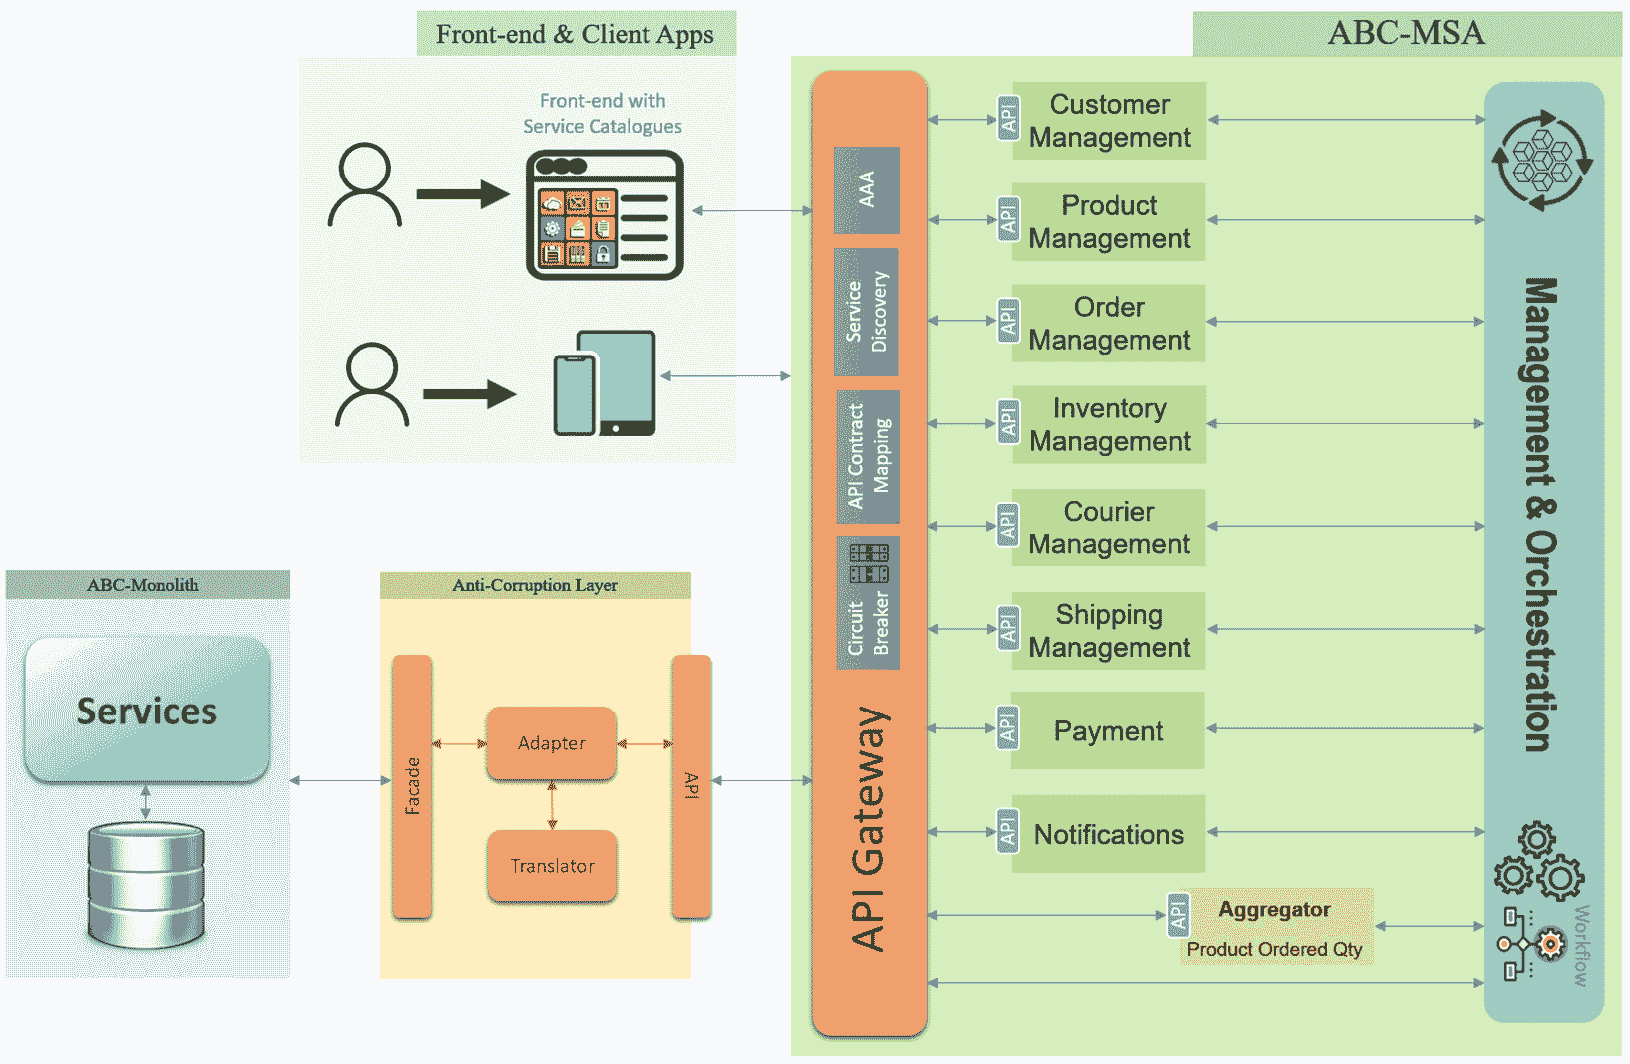 Front-end & Client Apps
Front-end with
Service Catalogues
ABC-MSA
AAA
Service
Discovery
API Contract
Mapping
Circuit
Breaker
API Gateway
API
Customer
Management
API
Product
Management
API
Order
Management
API
Inventory
Management
API
Courier
Management
API
Shipping
Management
API
Payment
API
Notifications
API
Aggregator
Product Ordered Qty
Management & Orchestration
Workflow
ABC-Monolith
Services
Anti-Corruption Layer
Facade
Adapter
Translator
API